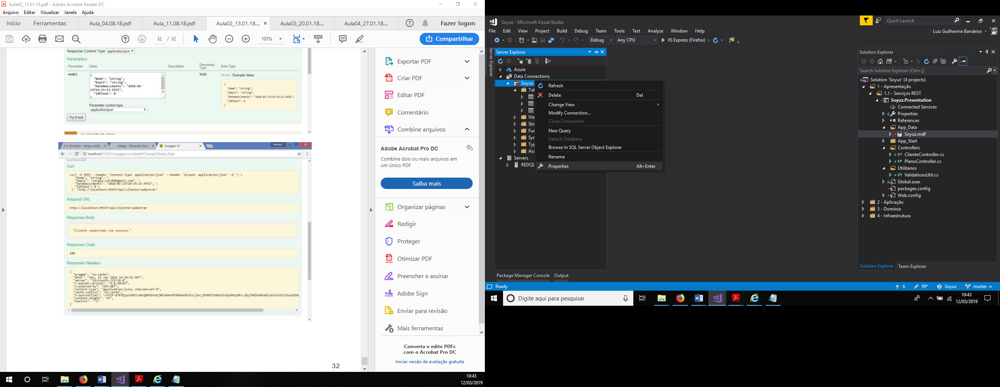 Aula02_13.01.18.pdf - Adobe Acrobat Reader DC
Arquivo Editar Visualizar Janela Ajuda
Início Ferramentas Aula_04.08.18.pdf Aula_11.08.18.pdf Aula02_13.01.18.... Aula03_20.01.18.... Aula04_27.01.18.... Fazer logon
32 / 32 103% Compartilhar
Response Content Type application/json
Parameters
Parameter Value Description Parameter Type Data Type
model body Model Example Value
{
"Nome": "string",
"Email": "string",
"DataNascimento": "2018-01-
13T19:33:13.555Z",
"IdPlano": 0
}
{
"Nome": "string",
"Email": "string",
"DataNascimento": "2018-01-13T19:33:13.555Z",
"IdPlano": 0
}
Parameter content type:
application/json
Try it out!
Enviados - sergio.coti@g webapi - Pesquisa Goog Swagger UI Pessoa 1
localhost:55537/swagger/ui/index#!/Cliente/Cliente_Post
Curl
curl -X POST --header 'Content-Type: application/json' --header 'Accept: application/json' -d '{ \
"Nome": "string", \
"Email": "sergio.coti%40gmail.com", \
"DataNascimento": "2018-01-13T19:33:13.555Z", \
"IdPlano": 0 \
}' 'http://localhost:55537/api/cliente/cadastrar'
Request URL
http://localhost:55537/api/cliente/cadastrar
Response Body
"Cliente cadastrado com sucesso."
Response Code
200
Response Headers
{
"pragma": "no-cache",
"date": "Sat, 13 Jan 2018 19:34:43 GMT",
"server": "Microsoft-IIS/10.0",
"x-aspnet-version": "4.0.30319",
"x-powered-by": "ASP.NET",
"content-type": "application/json; charset=utf-8",
"cache-control": "no-cache",
"content-length": "33",
"expires": "-1"
}
32
Exportar PDF
Criar PDF
Editar PDF
Comentário
Combine arquivos
Adobe Acrobat Pro DC
Combine dois ou mais arquivos em
um único PDF
Saiba mais
Organizar páginas
Redigir
Proteger
Otimizar PDF
Preencher e assinar
Adobe Sign
Enviar para revisão
Mais ferramentas
Converta e edite PDFs
com o Acrobat Pro DC
Iniciar versão de avaliação gratuita
10:43
12/03/2019
Soyuz - Microsoft Visual Studio Quick Launch
File Edit View Project Build Debug Team Tools Test Analyze Window Help Luiz Guilherme Bandeira
Debug Any CPU IIS Express (Firefox)
Server Explorer
Server Explorer
Azure
Data Connections
Soyuz.
Tab
Vie
Sto
Fur
Syr
Typ
Ass
Servers
REDQU
Refresh
Delete Del
Change View
Modify Connection...
Close Connection
New Query
Detach Database
Browse In SQL Server Object Explorer
Rename
Properties Alt+Enter
Solution Explorer
Search Solution Explorer (Ctrl+ç)
Solution 'Soyuz' (4 projects)
1 - Apresentação
1.1 - Serviços REST
Soyuz.Presentation
Connected Services
Properties
References
App_Data
Soyuz.mdf
App_Start
Controllers
ClienteController.cs
PlanoController.cs
Utilitarios
ValidationsUtil.cs
Global.asax
packages.config
Web.config
2 - Aplicação
3 - Domínio
4 - Infraestrutura
Solution Explorer Team Explorer
Package Manager Console Output
Ready 6 99* Soyuz master
Digite aqui para pesquisar
10:43
12/03/2019